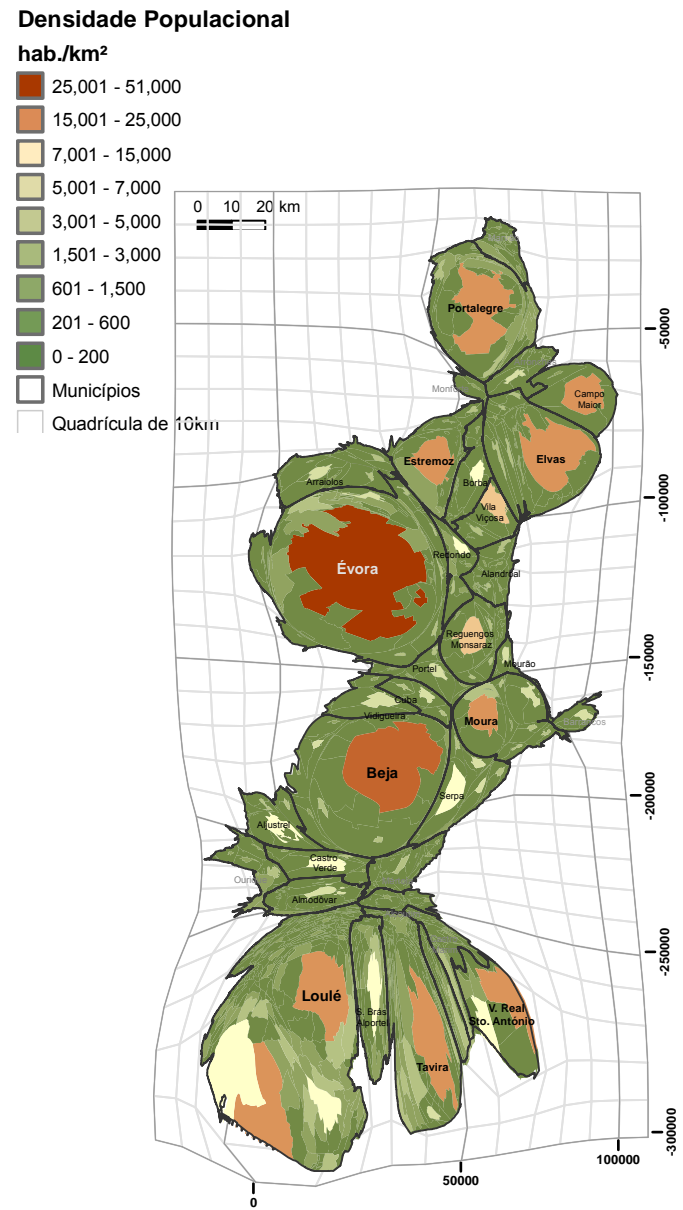 Densidade Populacional
hab./km²
25,001 - 51,000
15,001 - 25,000
7,001 - 15,000
5,001 - 7,000
3,001 - 5,000
1,501 - 3,000
601 - 1,500
201 - 600
0 - 200
Municípios
Quadrícula de 10km
0 10 20 km
Portalegre
-50000
Campo
Maior
Estremoz
Elvas
Arraiolos
Borba
-100000
Vila
Viçosa
Redondo
Évora
Alandroal
Reguengos
Monsaraz
-150000
Portel
Mourão
Cuba
Vidigueira
Moura
Barrancos
Beja
Serpa
-200000
Aljustrel
Castro
Verde
Almodôvar
-250000
Loulé
S. Brás
Alportel
V. Real
Sto. António
Tavira
-300000
100000
50000
0